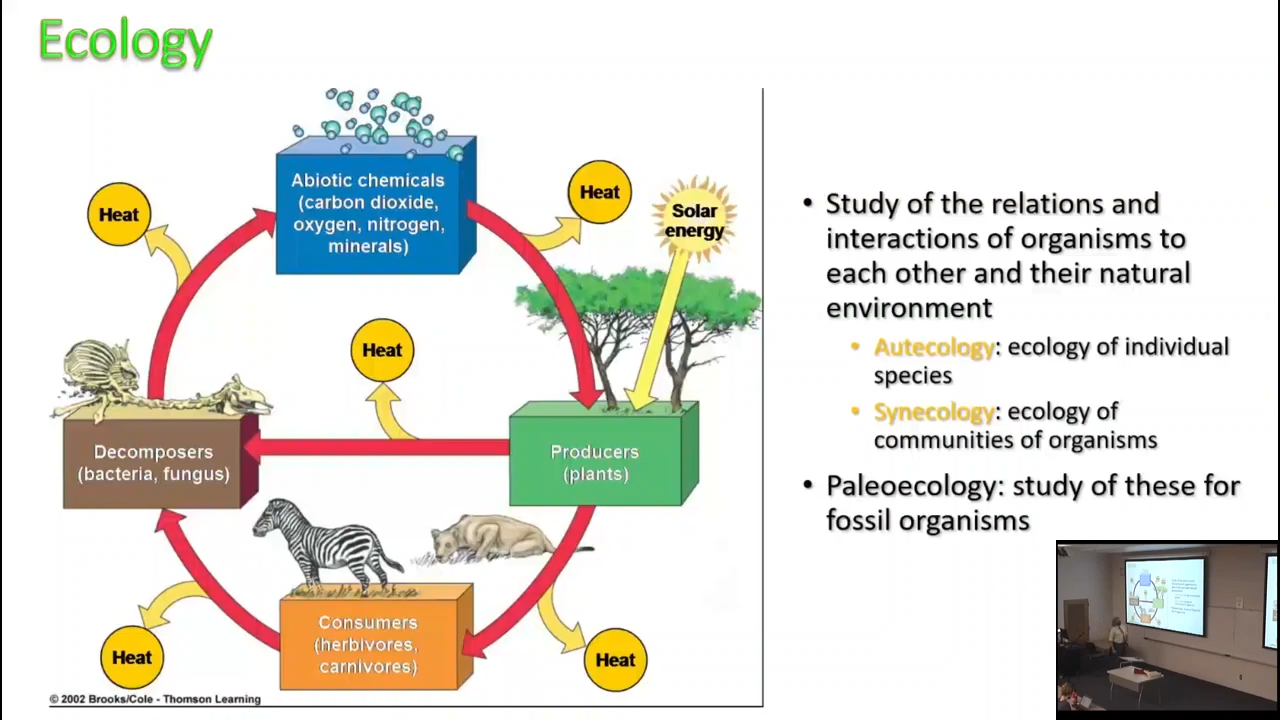 Ecology
Abiotic chemicals
(carbon dioxide,
oxygen, nitrogen,
minerals)
Heat
Heat
Solar
energy
Heat
Decomposers
(bacteria, fungus)
Producers
(plants)
Consumers
(herbivores,
carnivores)
Heat
Heat
© 2002 Brooks/Cole - Thomson Learning
• Study of the relations and
interactions of organisms to
each other and their natural
environment
• Autecology: ecology of individual
species
• Synecology: ecology of
communities of organisms
• Paleoecology: study of these for
fossil organisms